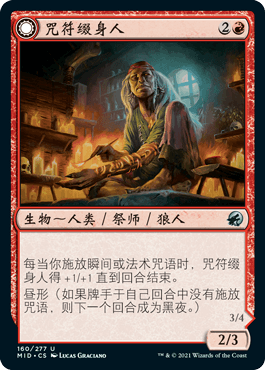 咒符缀身人 2
生物～人类／祭师／狼人
每当你施放瞬间或法术咒语时，咒符缀
身人得 +1/+1 直到回合结束。
昼形（如果牌手于自己回合中没有施放
咒语，则下一个回合成为黑夜。）
3/4
2/3
160/277 U
MID • CS LUCAS GRACIANO
™ & © 2021 Wizards of the Coast